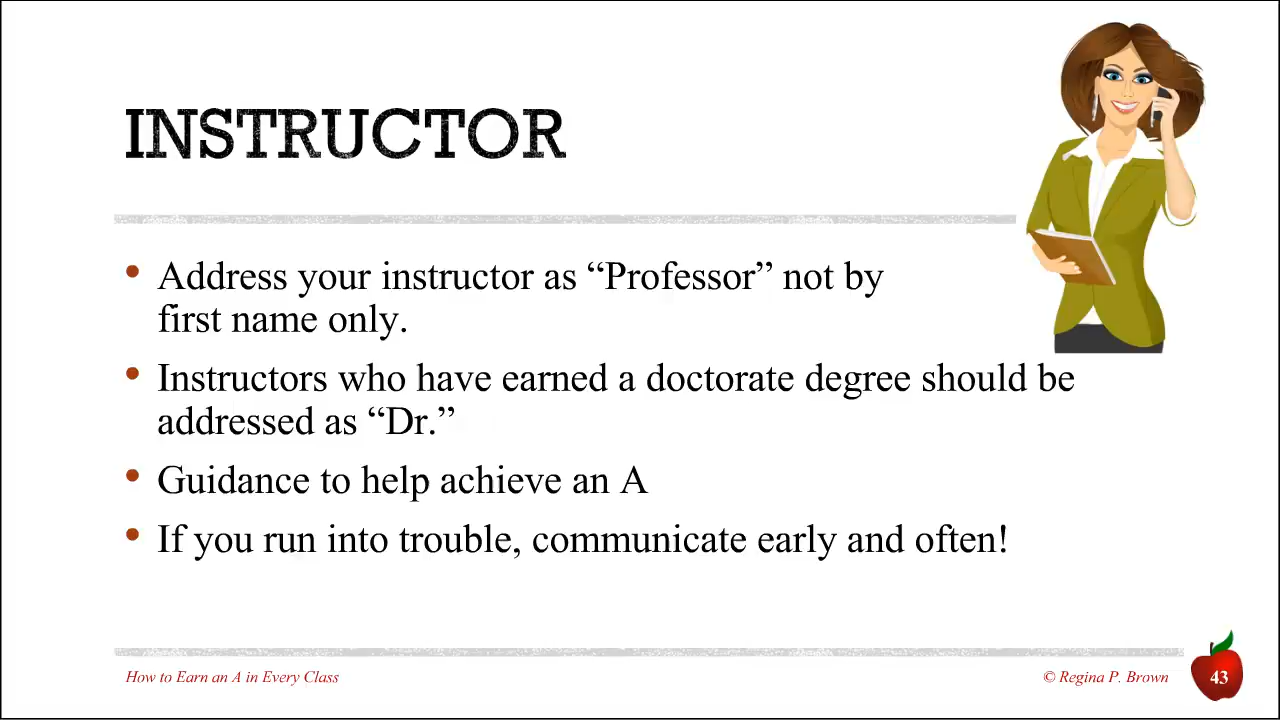 INSTRUCTOR
• Address your instructor as “Professor” not by
first name only.
• Instructors who have earned a doctorate degree should be
addressed as “Dr.”
• Guidance to help achieve an A
• If you run into trouble, communicate early and often!
How to Earn an A in Every Class
© Regina P. Brown
43